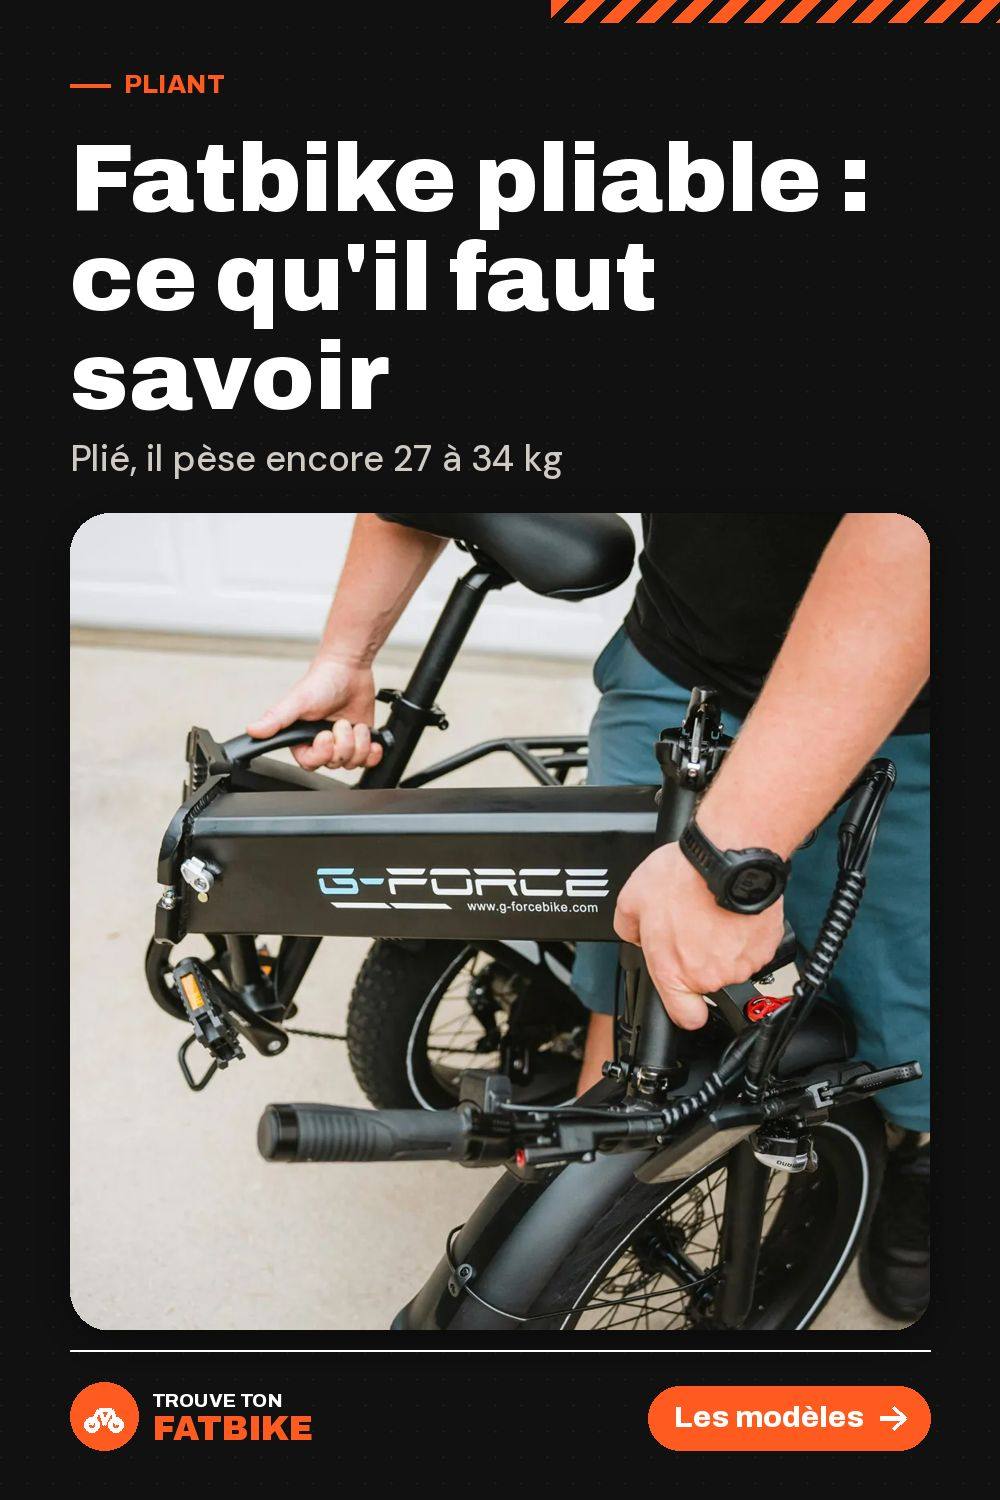 PLIANT
Fatbike pliable :
ce qu'il faut
savoir
Plié, il pèse encore 27 à 34 kg
G-FORCE
www.g-forcebike.com
TROUVE TON
FATBIKE
Les modèles